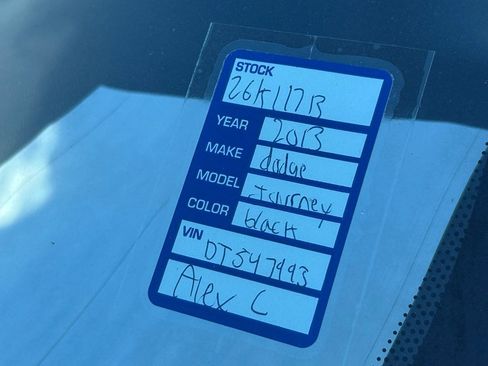 STOCK
26K117B
YEAR 2013
MAKE dodge
MODEL Journey
COLOR black
VIN DT547993
Alex C